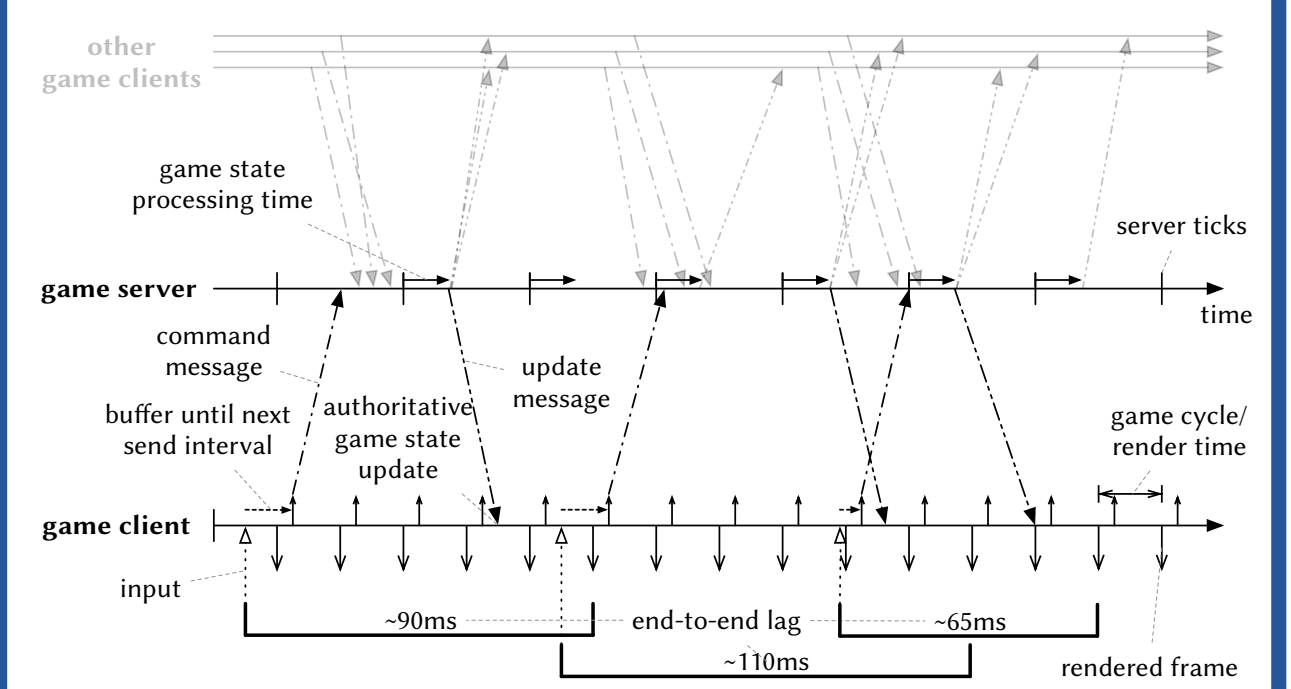 other
game clients
game state
processing time
server ticks
game server
time
command
message
update
message
buffer until next
send interval
authoritative
game state
update
game cycle/
render time
game client
input
~90ms
end-to-end lag
~65ms
~110ms
rendered frame